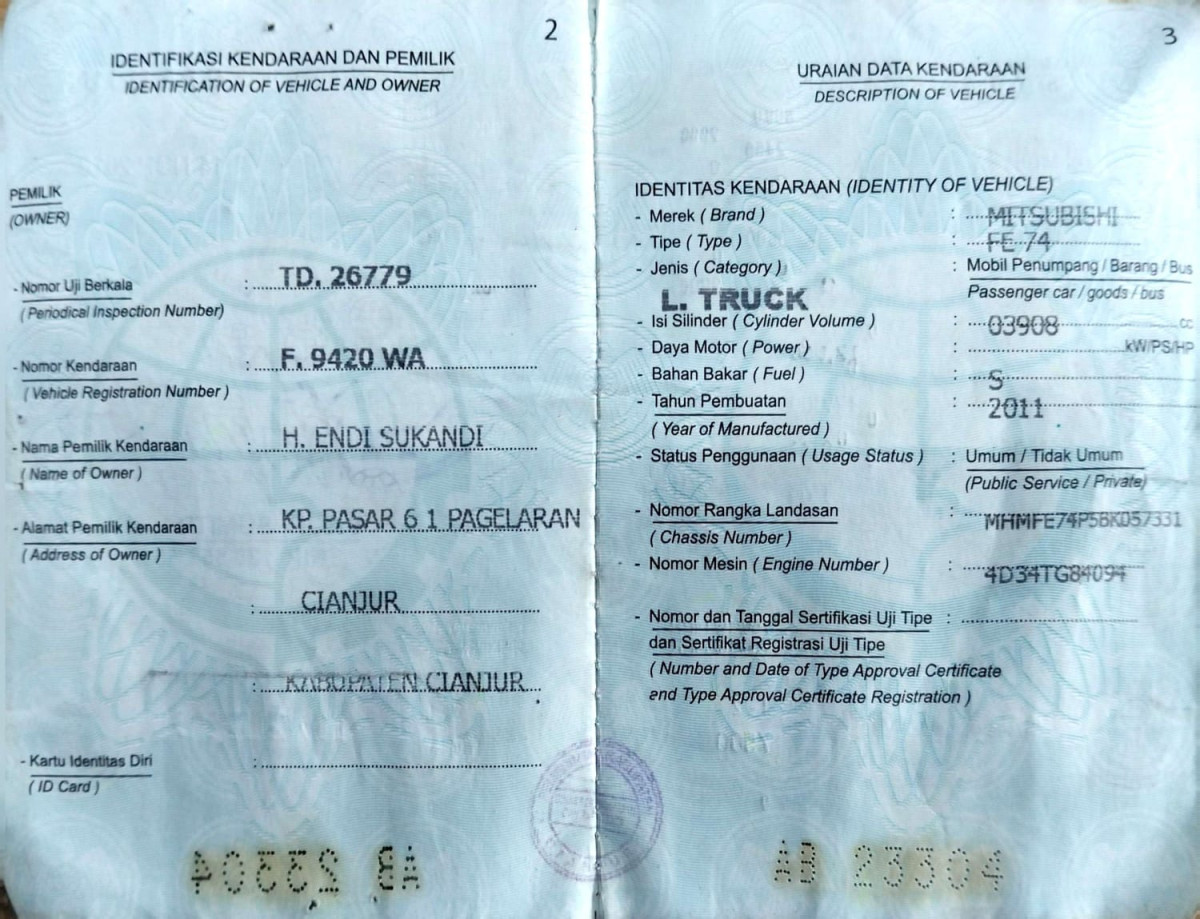 2
IDENTIFIKASI KENDARAAN DAN PEMILIK
IDENTIFICATION OF VEHICLE AND OWNER
PEMILIK
(OWNER)
- Nomor Uji Berkala : TD. 26779
( Periodical Inspection Number)
- Nomor Kendaraan : F. 9420 WA
( Vehicle Registration Number )
- Nama Pemilik Kendaraan : H. ENDI SUKANDI
( Name of Owner )
- Alamat Pemilik Kendaraan : KP. PASAR 6 1 PAGELARAN
( Address of Owner )
: CIANJUR
: KABUPATEN CIANJUR
- Kartu Identitas Diri :
( ID Card )
3
URAIAN DATA KENDARAAN
DESCRIPTION OF VEHICLE
IDENTITAS KENDARAAN (IDENTITY OF VEHICLE)
- Merek ( Brand ) : MITSUBISHI
- Tipe ( Type ) : FE 74
- Jenis ( Category ) : Mobil Penumpang / Barang / Bus
Passenger car / goods / bus
L. TRUCK
- Isi Silinder ( Cylinder Volume ) : 03908 cc
- Daya Motor ( Power ) : kW/PS/HP
- Bahan Bakar ( Fuel ) : S
- Tahun Pembuatan : 2011
( Year of Manufactured )
- Status Penggunaan ( Usage Status ) : Umum / Tidak Umum
(Public Service / Private)
- Nomor Rangka Landasan : MHMFE74P5BK057331
( Chassis Number )
- Nomor Mesin ( Engine Number ) : 4D34TG84094
- Nomor dan Tanggal Sertifikasi Uji Tipe :
dan Sertifikat Registrasi Uji Tipe
( Number and Date of Type Approval Certificate
and Type Approval Certificate Registration )
AB 23304